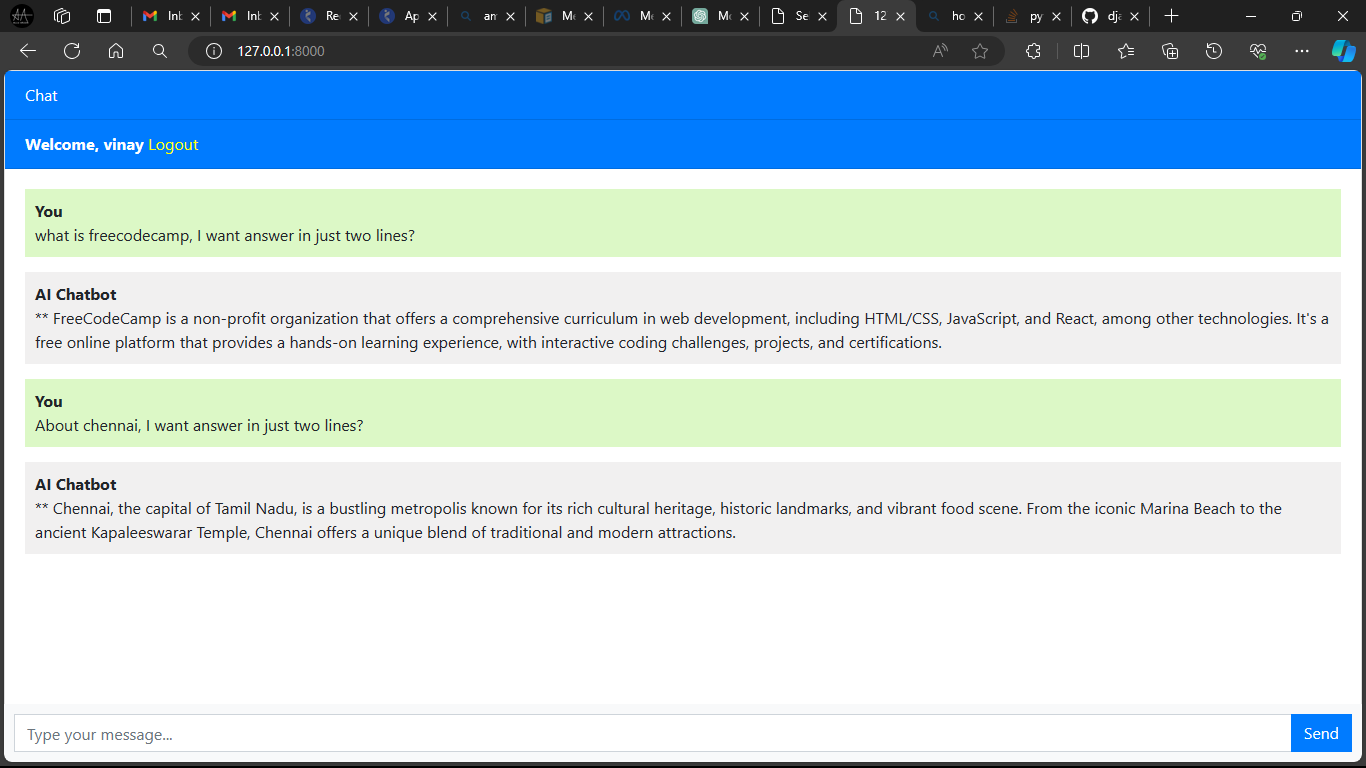 Inb
Inb
Re
Ap
am
Me
Me
Mo
Se
12
ho
py
dja
127.0.0.1:8000
Chat
Welcome, vinay Logout
You
what is freecodecamp, I want answer in just two lines?
AI Chatbot
** FreeCodeCamp is a non-profit organization that offers a comprehensive curriculum in web development, including HTML/CSS, JavaScript, and React, among other technologies. It's a
free online platform that provides a hands-on learning experience, with interactive coding challenges, projects, and certifications.
You
About chennai, I want answer in just two lines?
AI Chatbot
** Chennai, the capital of Tamil Nadu, is a bustling metropolis known for its rich cultural heritage, historic landmarks, and vibrant food scene. From the iconic Marina Beach to the
ancient Kapaleeswarar Temple, Chennai offers a unique blend of traditional and modern attractions.
Type your message...
Send